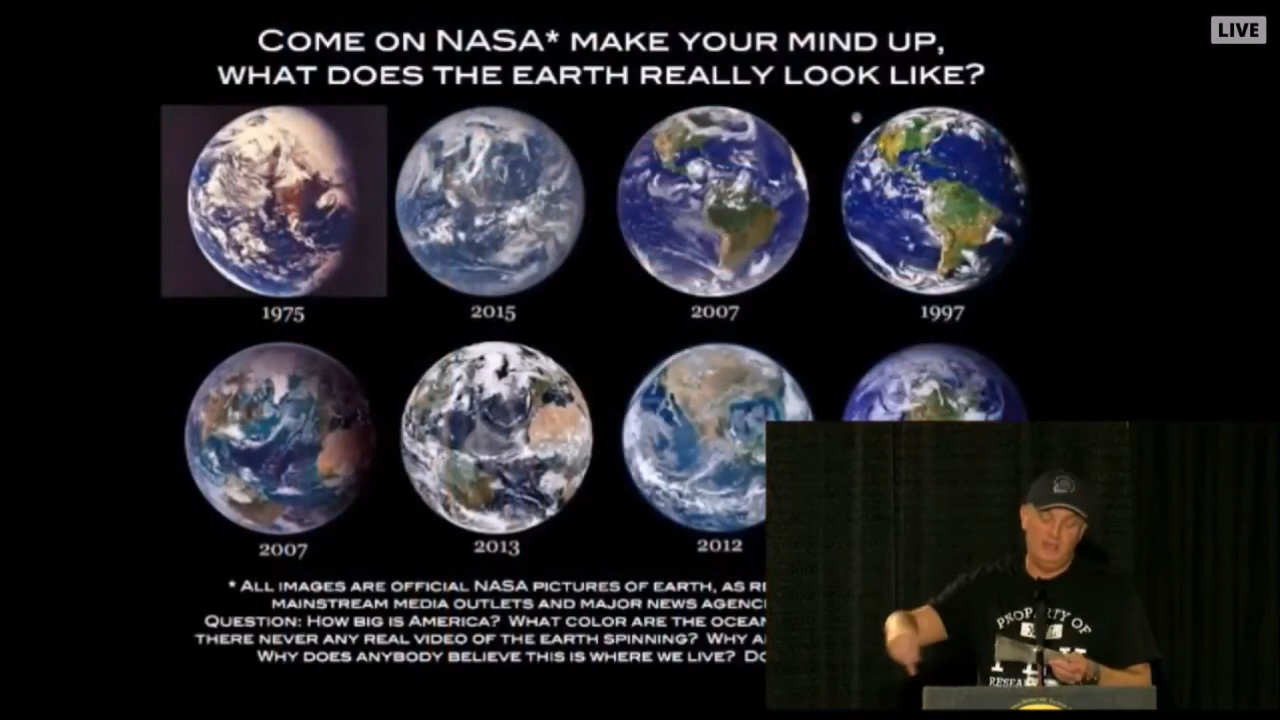 LIVE
COME ON NASA* MAKE YOUR MIND UP,
WHAT DOES THE EARTH REALLY LOOK LIKE?
1975 2015 2007 1997
2007 2013 2012
* ALL IMAGES ARE OFFICIAL NASA PICTURES OF EARTH, AS
MAINSTREAM MEDIA OUTLETS AND MAJOR NEWS
QUESTION: HOW BIG IS AMERICA? WHAT COLOR ARE THE
THERE NEVER ANY REAL VIDEO OF THE EARTH SPINNING? WHY
WHY DOES ANYBODY BELIEVE THIS IS WHERE WE LIVE?
PROPERTY OF